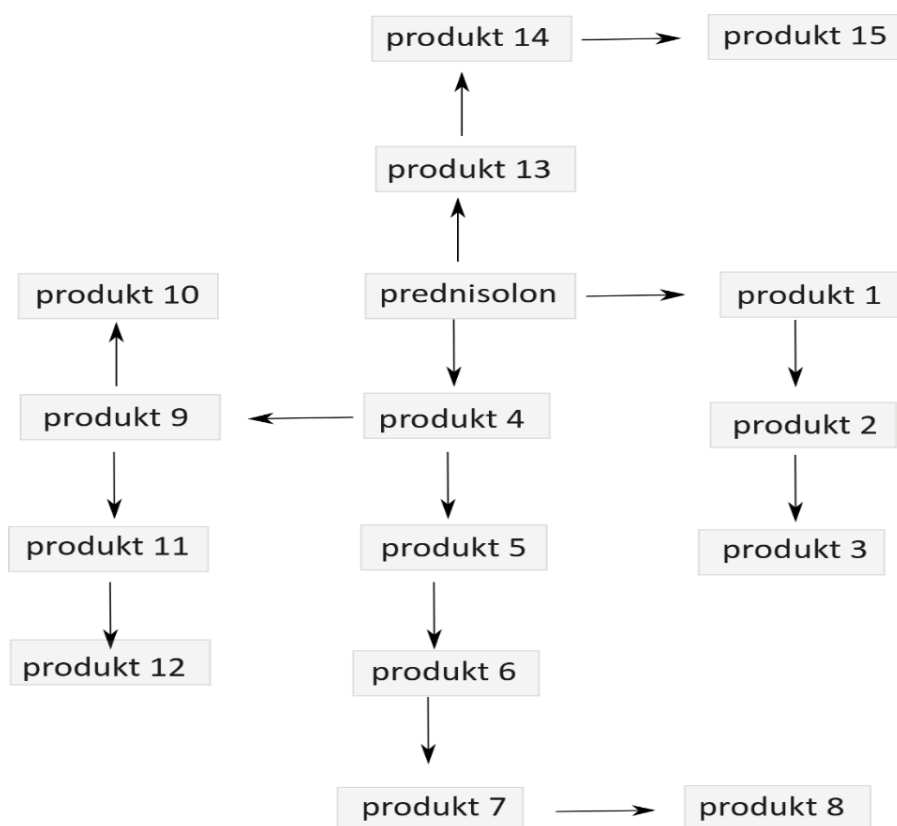 produkt 14
produkt 15
produkt 13
produkt 10
prednisolon
produkt 1
produkt 9
produkt 4
produkt 2
produkt 11
produkt 5
produkt 3
produkt 12
produkt 6
produkt 7
produkt 8